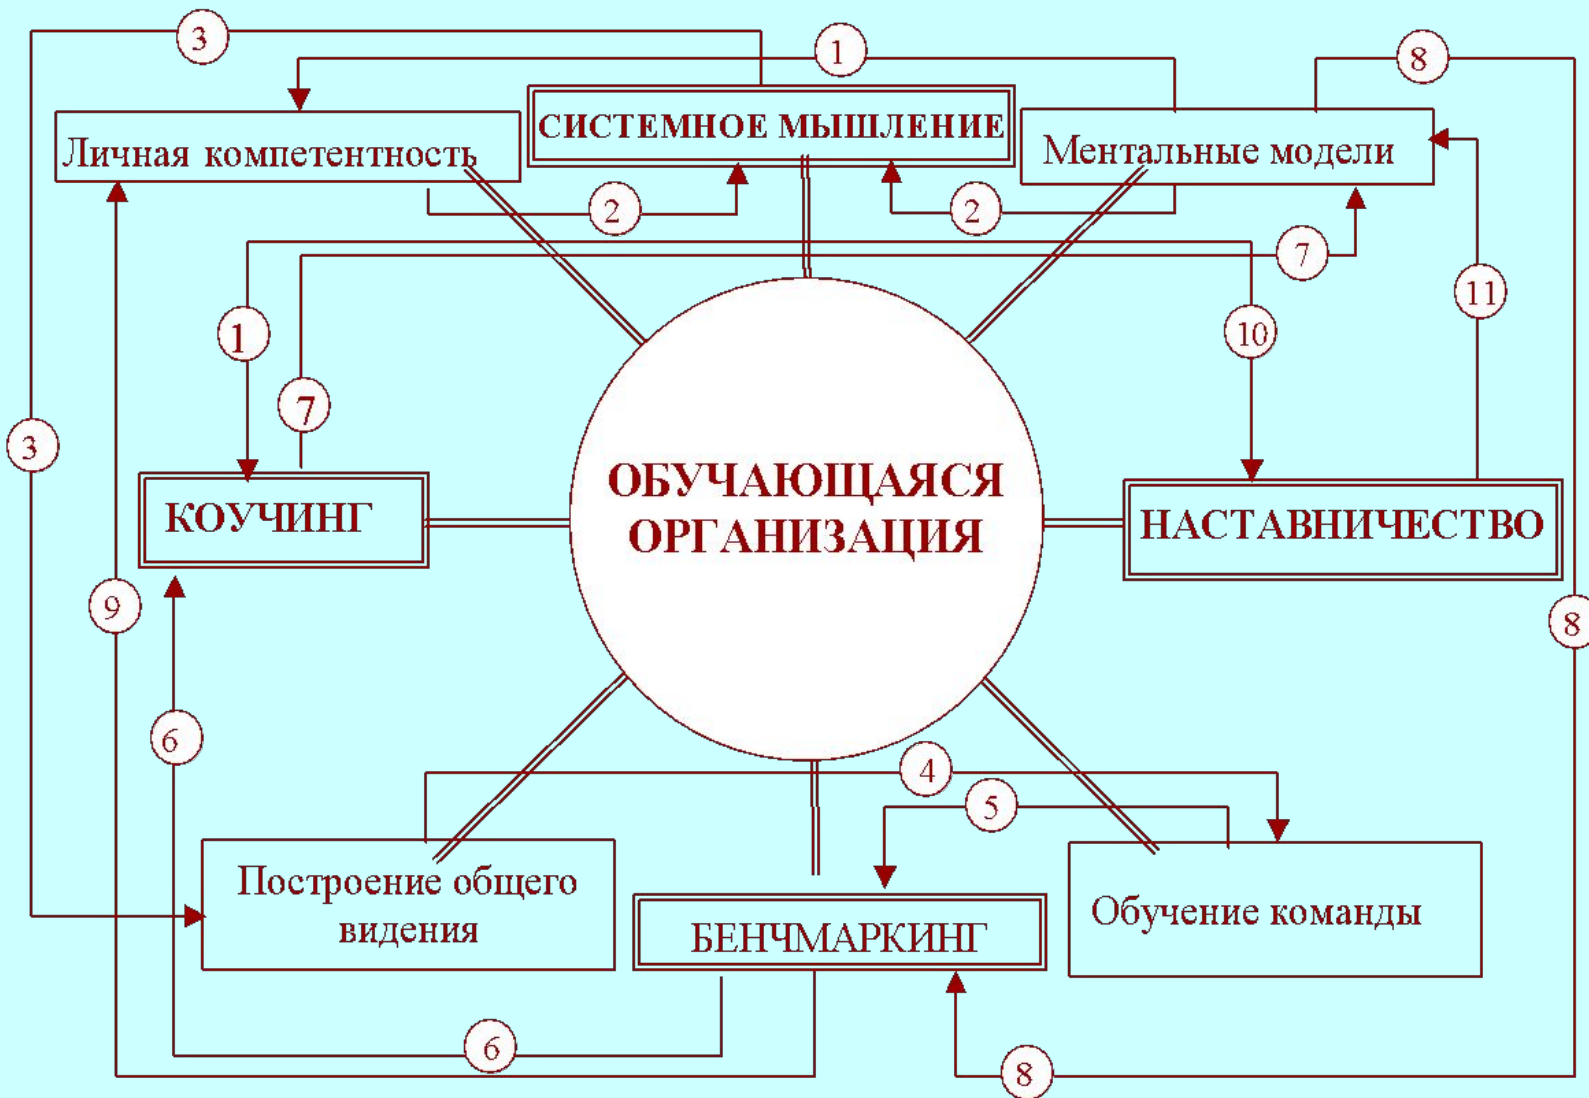 3
1
8
СИСТЕМНОЕ МЫШЛЕНИЕ
Личная компетентность
Ментальные модели
2
2
7
11
1
10
7
3
КОУЧИНГ
ОБУЧАЮЩАЯСЯ
ОРГАНИЗАЦИЯ
НАСТАВНИЧЕСТВО
9
8
6
4
5
Построение общего
видения
БЕНЧМАРКИНГ
Обучение команды
6
8